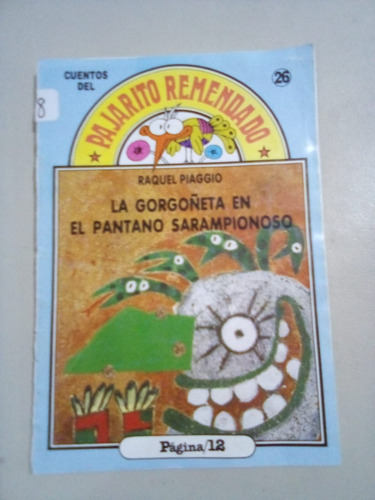 CUENTOS
DEL
26
8
PAJARITO REMENDADO
RAQUEL PIAGGIO
LA GORGOÑETA EN
EL PANTANO SARAMPIONOSO
Página/12